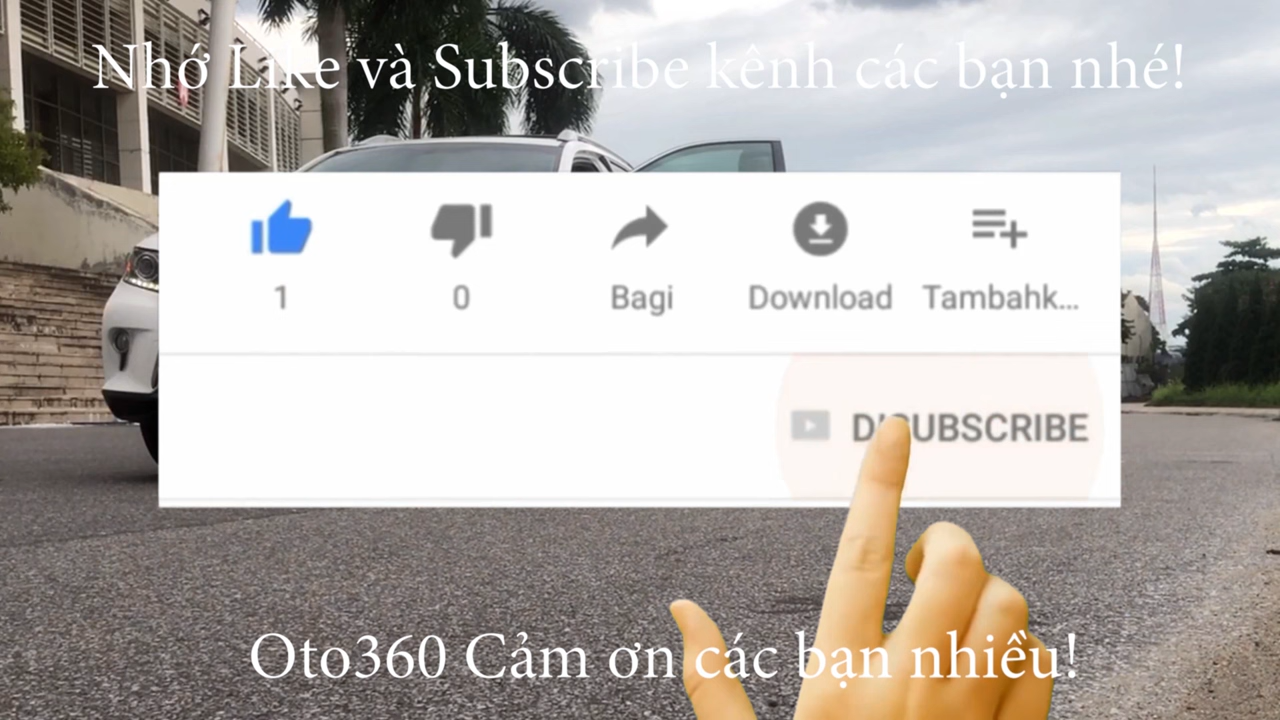 Nhớ Like và Subscribe kênh các bạn nhé!
1 0 Bagi Download Tambahk...
DISUBSCRIBE
Oto360 Cảm ơn các bạn nhiều!